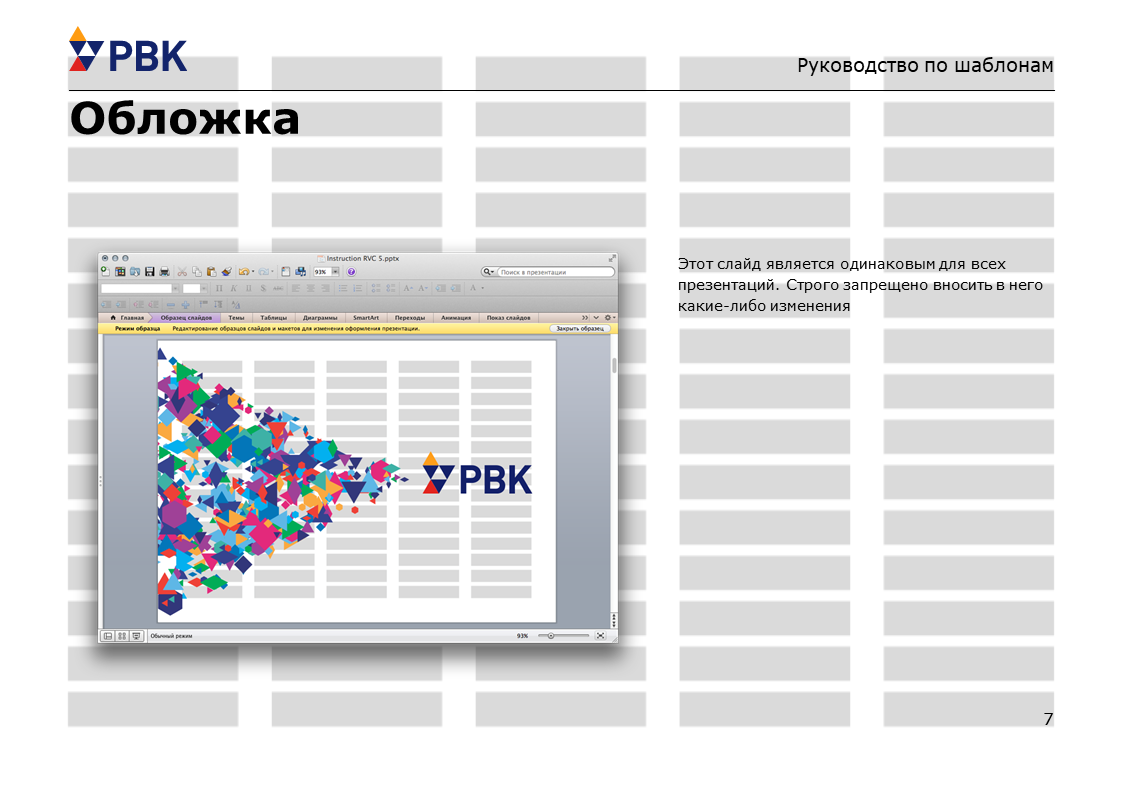 РВК
Руководство по шаблонам
Обложка
Этот слайд является одинаковым для всех
презентаций. Строго запрещено вносить в него
какие-либо изменения
Instruction RVC 5.pptx
93%
Поиск в презентации
Главная Образец слайдов Темы Таблицы Диаграммы SmartArt Переходы Анимация Показ слайдов
Режим образца Редактирование образцов слайдов и макетов для изменения оформления презентации. Закрыть образец
РВК
Обычный режим 93%
7